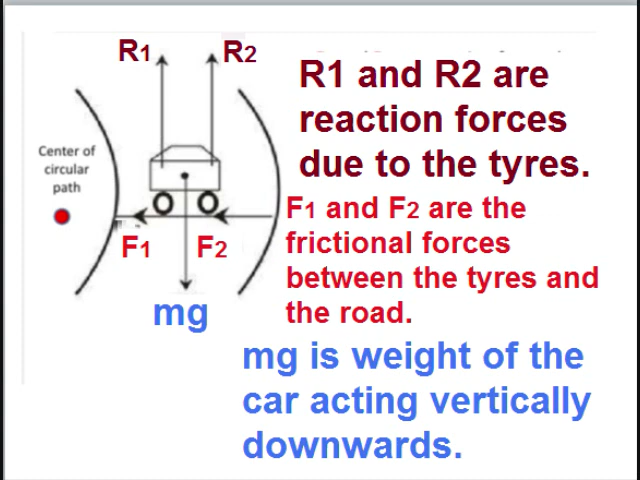 R1
R2
Center of
circular
path
F1
F2
mg
R1 and R2 are
reaction forces
due to the tyres.
F1 and F2 are the
frictional forces
between the tyres and
the road.
mg is weight of the
car acting vertically
downwards.